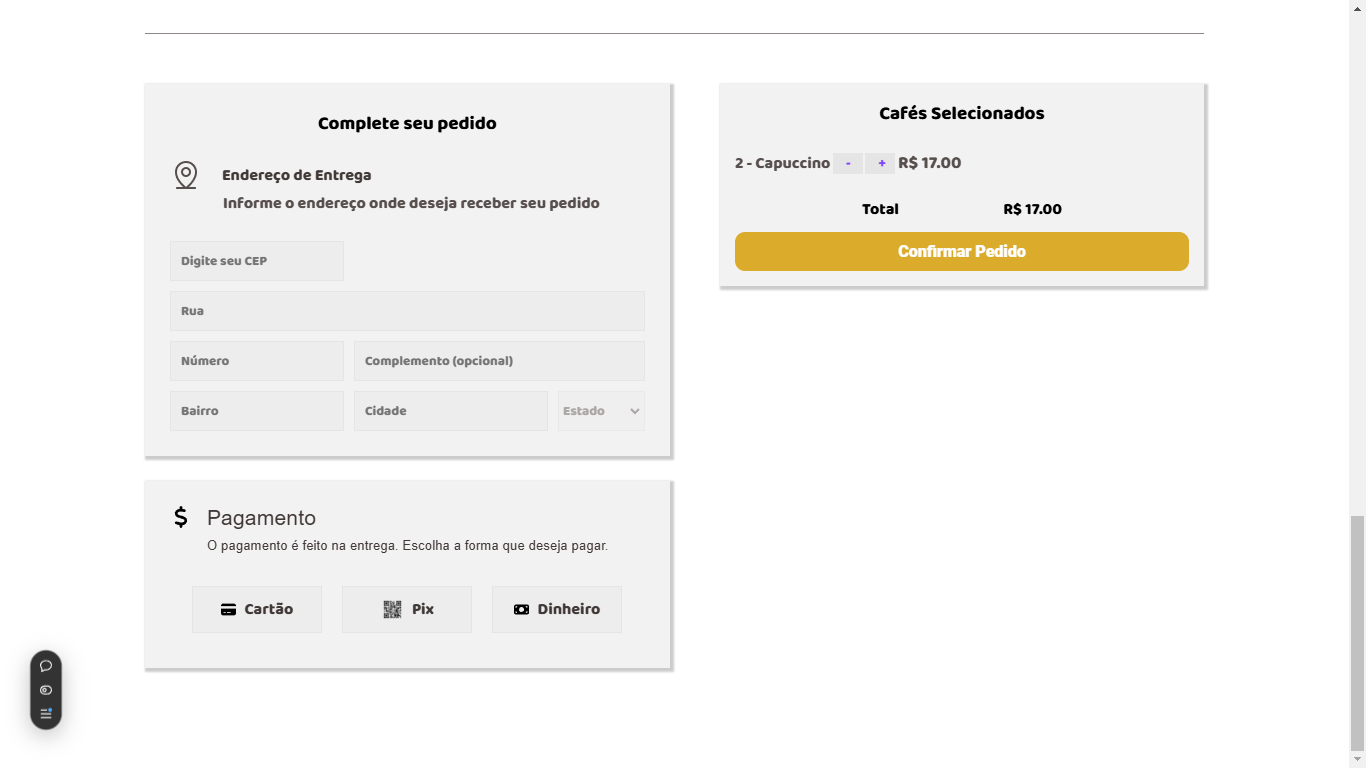 Complete seu pedido
Endereço de Entrega
Informe o endereço onde deseja receber seu pedido
Digite seu CEP
Rua
Número Complemento (opcional)
Bairro Cidade Estado
Pagamento
O pagamento é feito na entrega. Escolha a forma que deseja pagar.
Cartão Pix Dinheiro
Cafés Selecionados
2 - Capuccino - + R$ 17.00
Total R$ 17.00
Confirmar Pedido